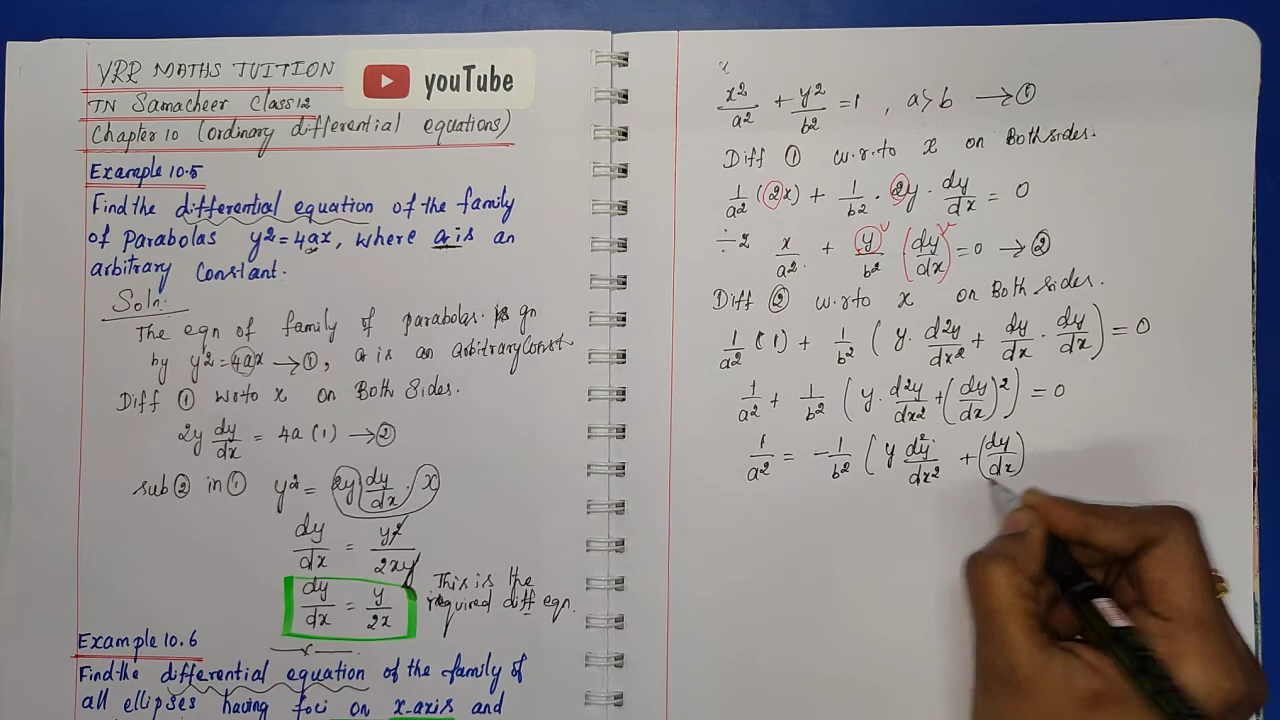 VRR MATHS TUITION
youTube
TN Samacheer Class 12
Chapter 10 (ordinary differential equations)
Example 10.5
Find the differential equation of the family
of Parabolas y²=4ax, where a is an
arbitrary Constant.
Soln:
The eqn of family of parabolas is gn
by y²=4ax →①, a is an arbitrary Const
Diff ① w.r.to x on Both Sides.
2y dy/dx = 4a (1) →②
sub ② in ① y² = 2y dy/dx · x
dy/dx = y²/2xy
dy/dx = y/2x
This is the
required diff eqn.
Example 10.6
Find the differential equation of the family of
all ellipses having foci on x-axis and
x
x²/a² + y²/b² = 1 , a>b →①
Diff ① w.r.to x on Bothsides.
1/a² (2x) + 1/b² · 2y · dy/dx = 0
÷2 x/a² + y/b² (dy/dx) = 0 →②
Diff ② w.r.to x on Bothsides.
1/a² (1) + 1/b² ( y · d²y/dx² + dy/dx · dy/dx ) = 0
1/a² + 1/b² ( y · d²y/dx² + (dy/dx)² ) = 0
1/a² = -1/b² ( y d²y/dx² + (dy/dx)